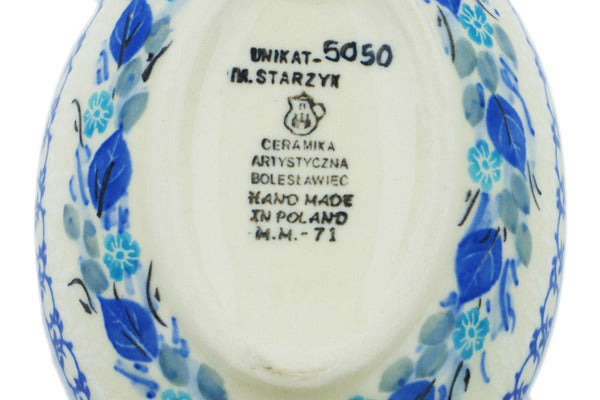 UNIKAT-5050
M.STARZYK
CERAMIKA
ARTYSTYCZNA
BOLESŁAWIEC
HAND MADE
IN POLAND
M.M.-71